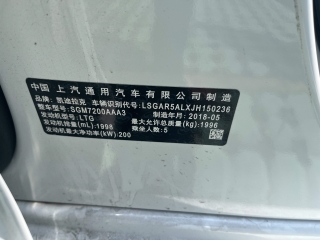 中国 上汽通用汽车有限公司制造
品牌：凯迪拉克 车辆识别代号：LSGAR5ALXJH150236
整车型号：SGM7200AAA3 制造年月：2018-05
发动机型号：LTG 最大允许总质量(kg)：1996
发动机排量(mL)：1998 乘坐人数：5
发动机最大净功率(kW)：200